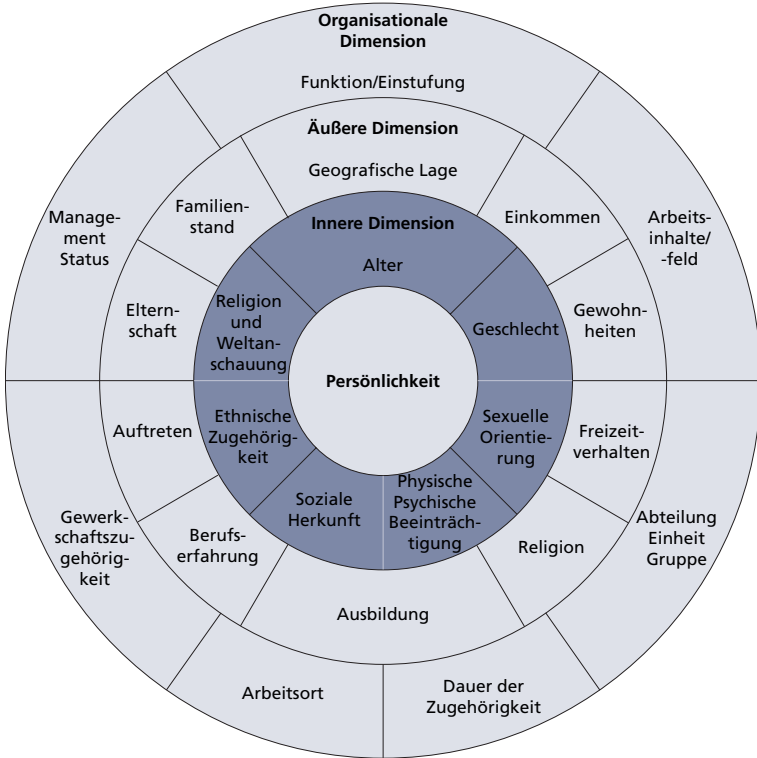 Organisationale
Dimension
Funktion/Einstufung
Äußere Dimension
Geografische Lage
Innere Dimension
Alter
Persönlichkeit
Geschlecht
Sexuelle
Orientie-
rung
Physische
Psychische
Beeinträch-
tigung
Soziale
Herkunft
Ethnische
Zugehörig-
keit
Religion
und
Weltan-
schauung
Einkommen
Gewohn-
heiten
Freizeit-
verhalten
Religion
Ausbildung
Berufs-
erfahrung
Auftreten
Eltern-
schaft
Familien-
stand
Arbeits-
inhalte/
-feld
Abteilung
Einheit
Gruppe
Dauer der
Zugehörigkeit
Arbeitsort
Gewerk-
schaftszu-
gehörig-
keit
Manage-
ment
Status